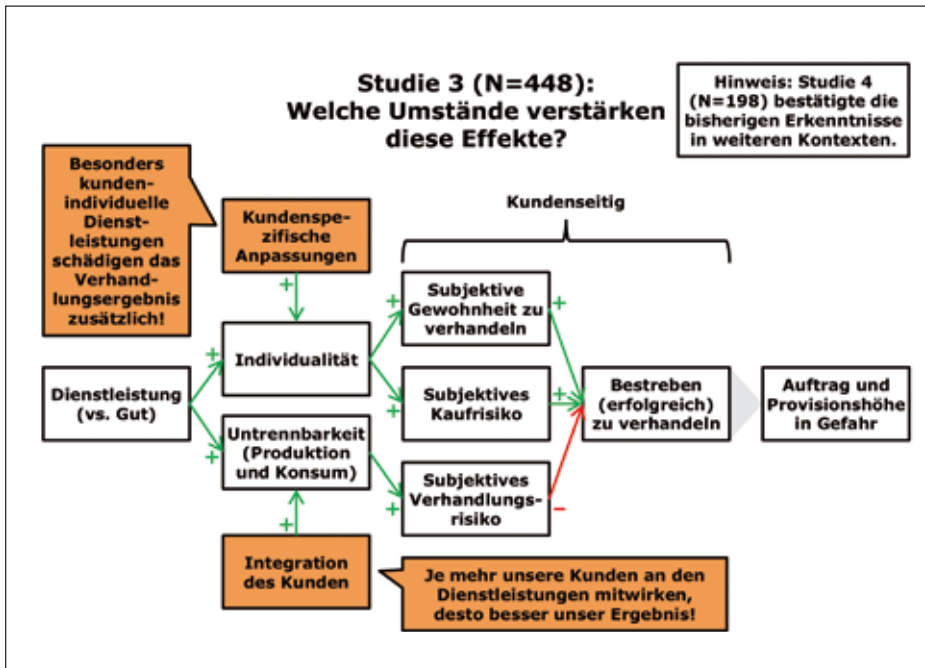 Studie 3 (N=448):
Welche Umstände verstärken
diese Effekte?
Hinweis: Studie 4
(N=198) bestätigte die
bisherigen Erkenntnisse
in weiteren Kontexten.
Besonders
kunden-
individuelle
Dienst-
leistungen
schädigen das
Verhand-
lungsergebnis
zusätzlich!
Kundenspe-
zifische
Anpassungen
Kundenseitig
+
Subjektive
Gewohnheit zu
verhandeln
+
+
Individualität
+
Dienstleistung
(vs. Gut)
+
Subjektives
Kaufrisiko
+
+
Bestreben
(erfolgreich)
zu verhandeln
Auftrag und
Provisionshöhe
in Gefahr
Untrennbarkeit
(Produktion
und Konsum)
+
Subjektives
Verhandlungs-
risiko
+
-
+
Integration
des Kunden
Je mehr unsere Kunden an den
Dienstleistungen mitwirken,
desto besser unser Ergebnis!